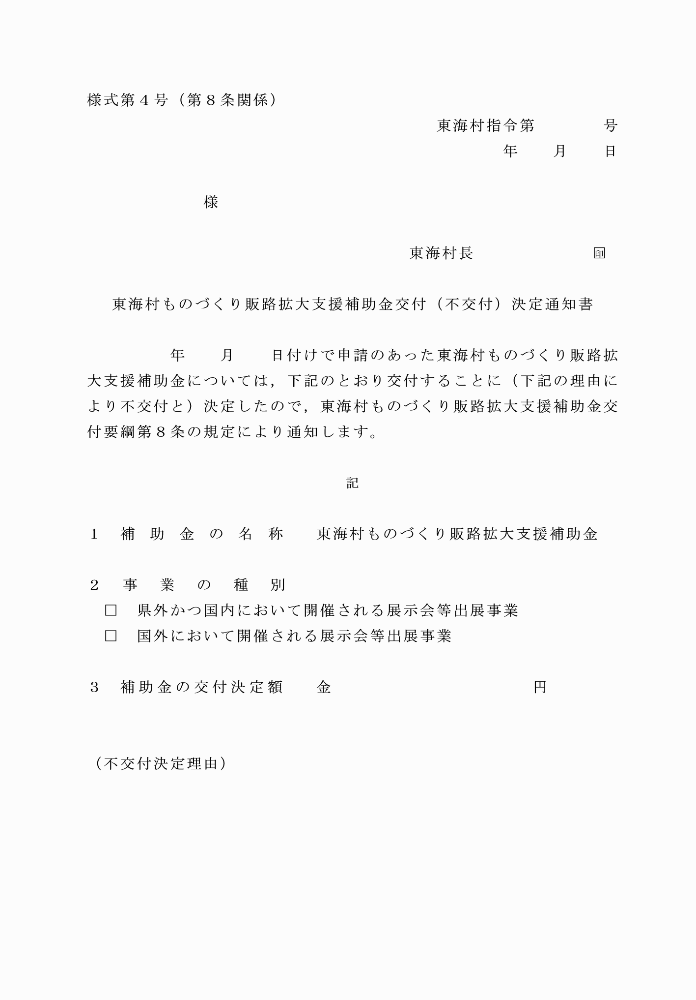 様式第４号（第８条関係）
東海村指令第　　　　号
年　　月　　日
様
東海村長　　　　　　　㊞
東海村ものづくり販路拡大支援補助金交付（不交付）決定通知書
年　　月　　日付けで申請のあった東海村ものづくり販路拡
大支援補助金については，下記のとおり交付することに（下記の理由に
より不交付と）決定したので，東海村ものづくり販路拡大支援補助金交
付要綱第８条の規定により通知します。
記
１　補助金の名称　　東海村ものづくり販路拡大支援補助金
２　事業の種別
□　県外かつ国内において開催される展示会等出展事業
□　国外において開催される展示会等出展事業
３　補助金の交付決定額　　金　　　　　　　　　　　　円
（不交付決定理由）